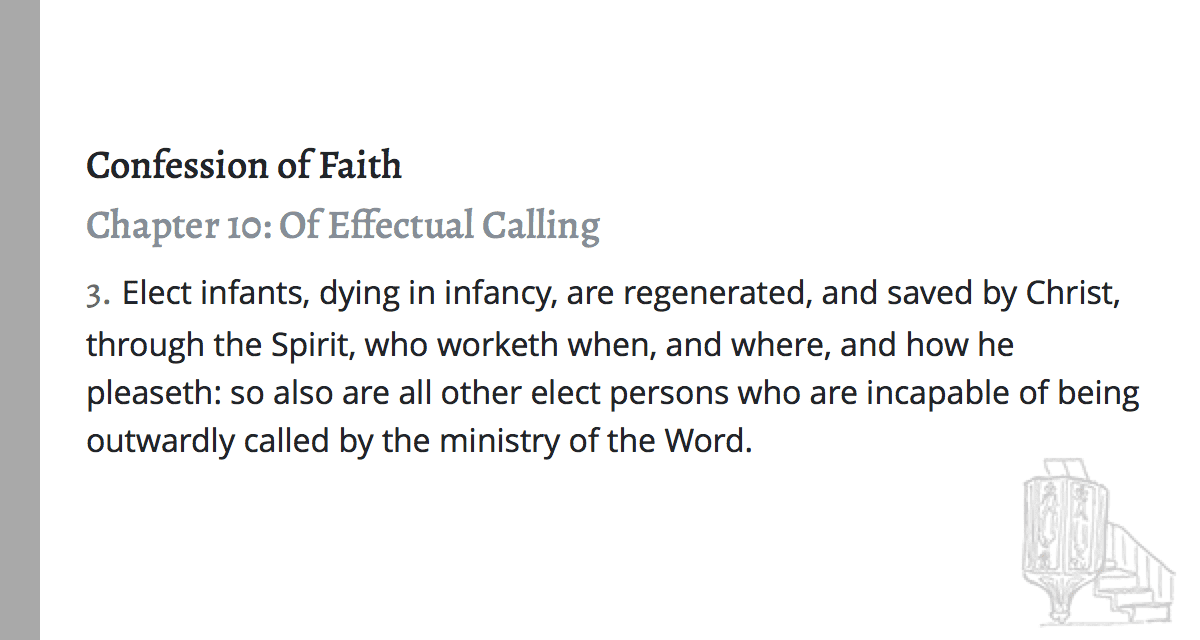 Confession of Faith
Chapter 10: Of Effectual Calling
3. Elect infants, dying in infancy, are regenerated, and saved by Christ,
through the Spirit, who worketh when, and where, and how he
pleaseth: so also are all other elect persons who are incapable of being
outwardly called by the ministry of the Word.